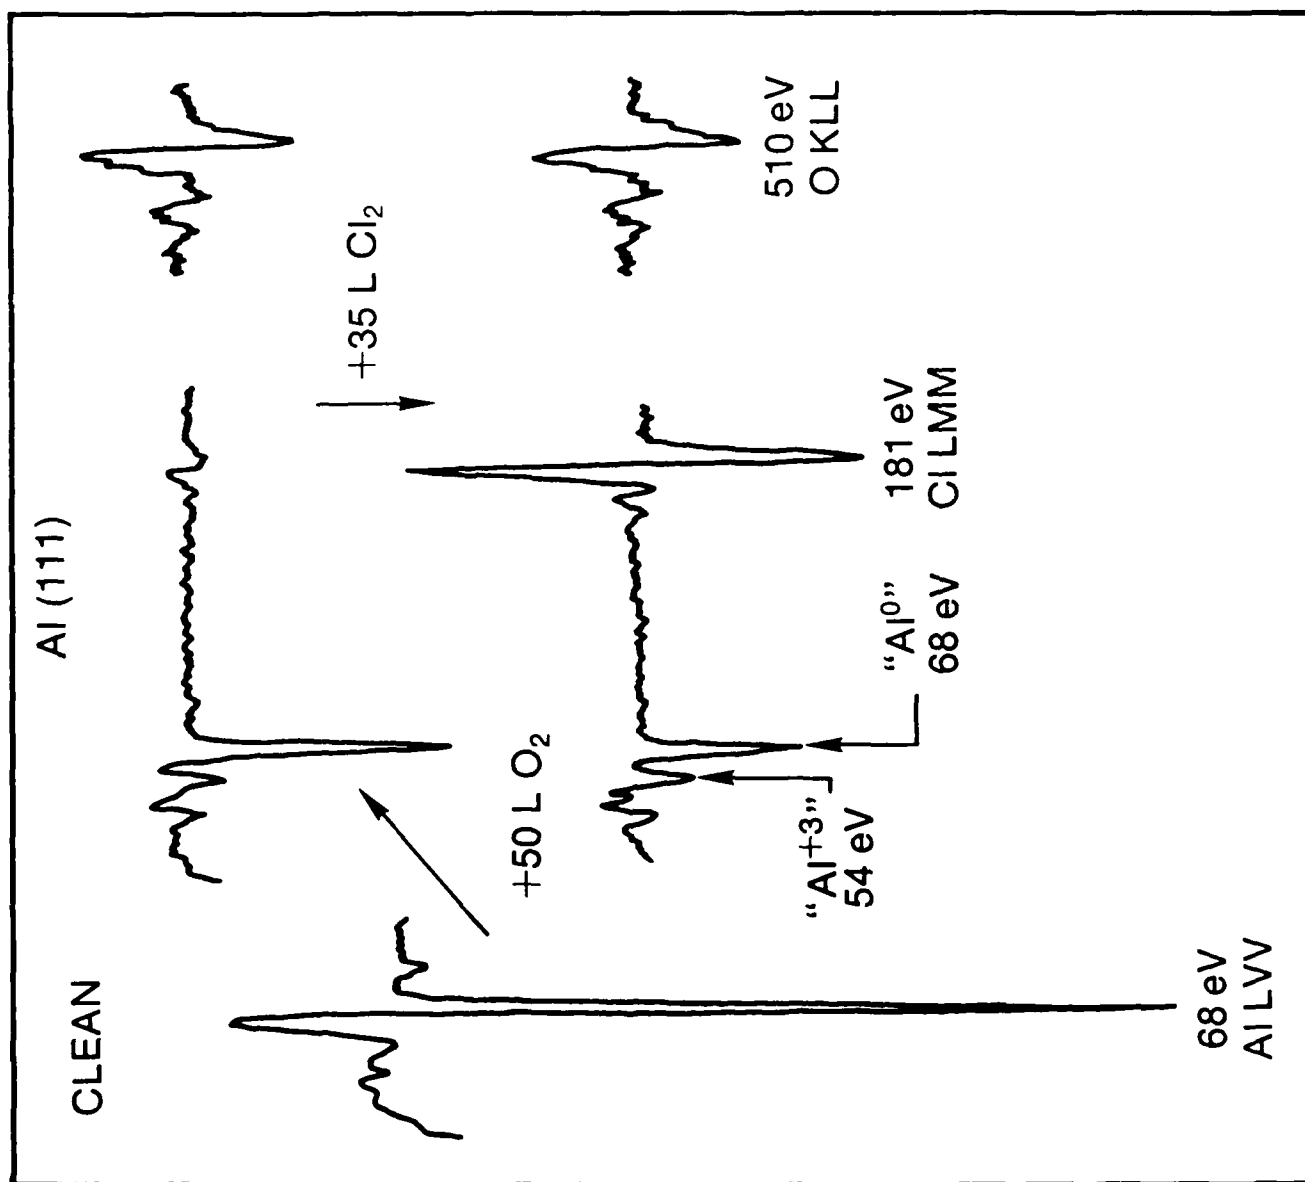 Al (111)
CLEAN
+50 L O₂
+35 L Cl₂
“Al⁺³”
54 eV
“Al⁰”
68 eV
68 eV
Al LVV
181 eV
Cl LMM
510 eV
O KLL